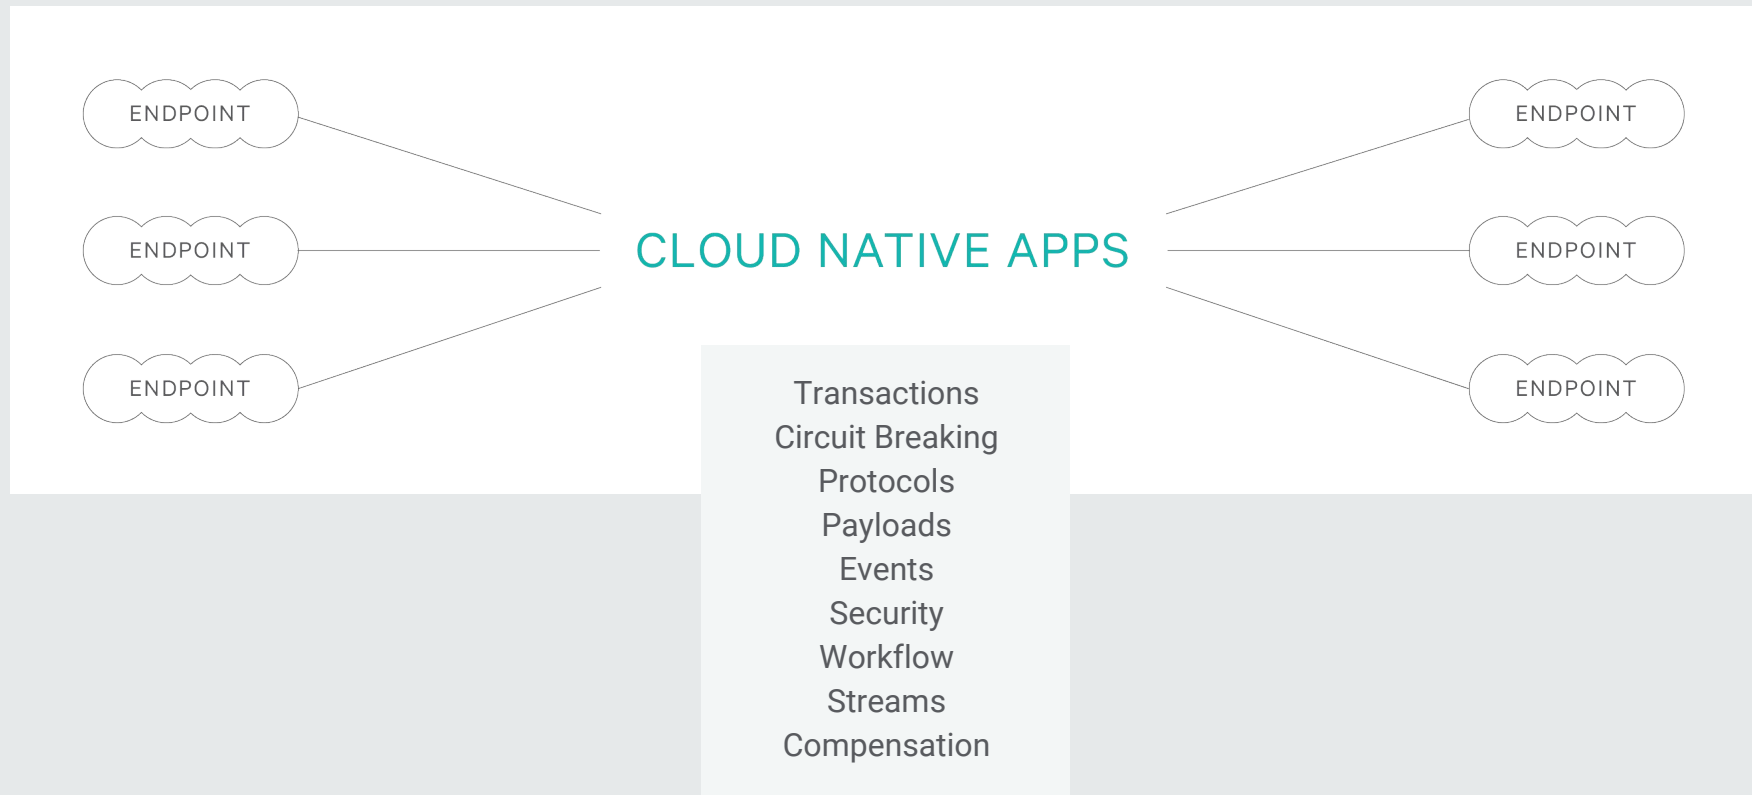 ENDPOINT
ENDPOINT
ENDPOINT
CLOUD NATIVE APPS
ENDPOINT
ENDPOINT
ENDPOINT
Transactions
Circuit Breaking
Protocols
Payloads
Events
Security
Workflow
Streams
Compensation